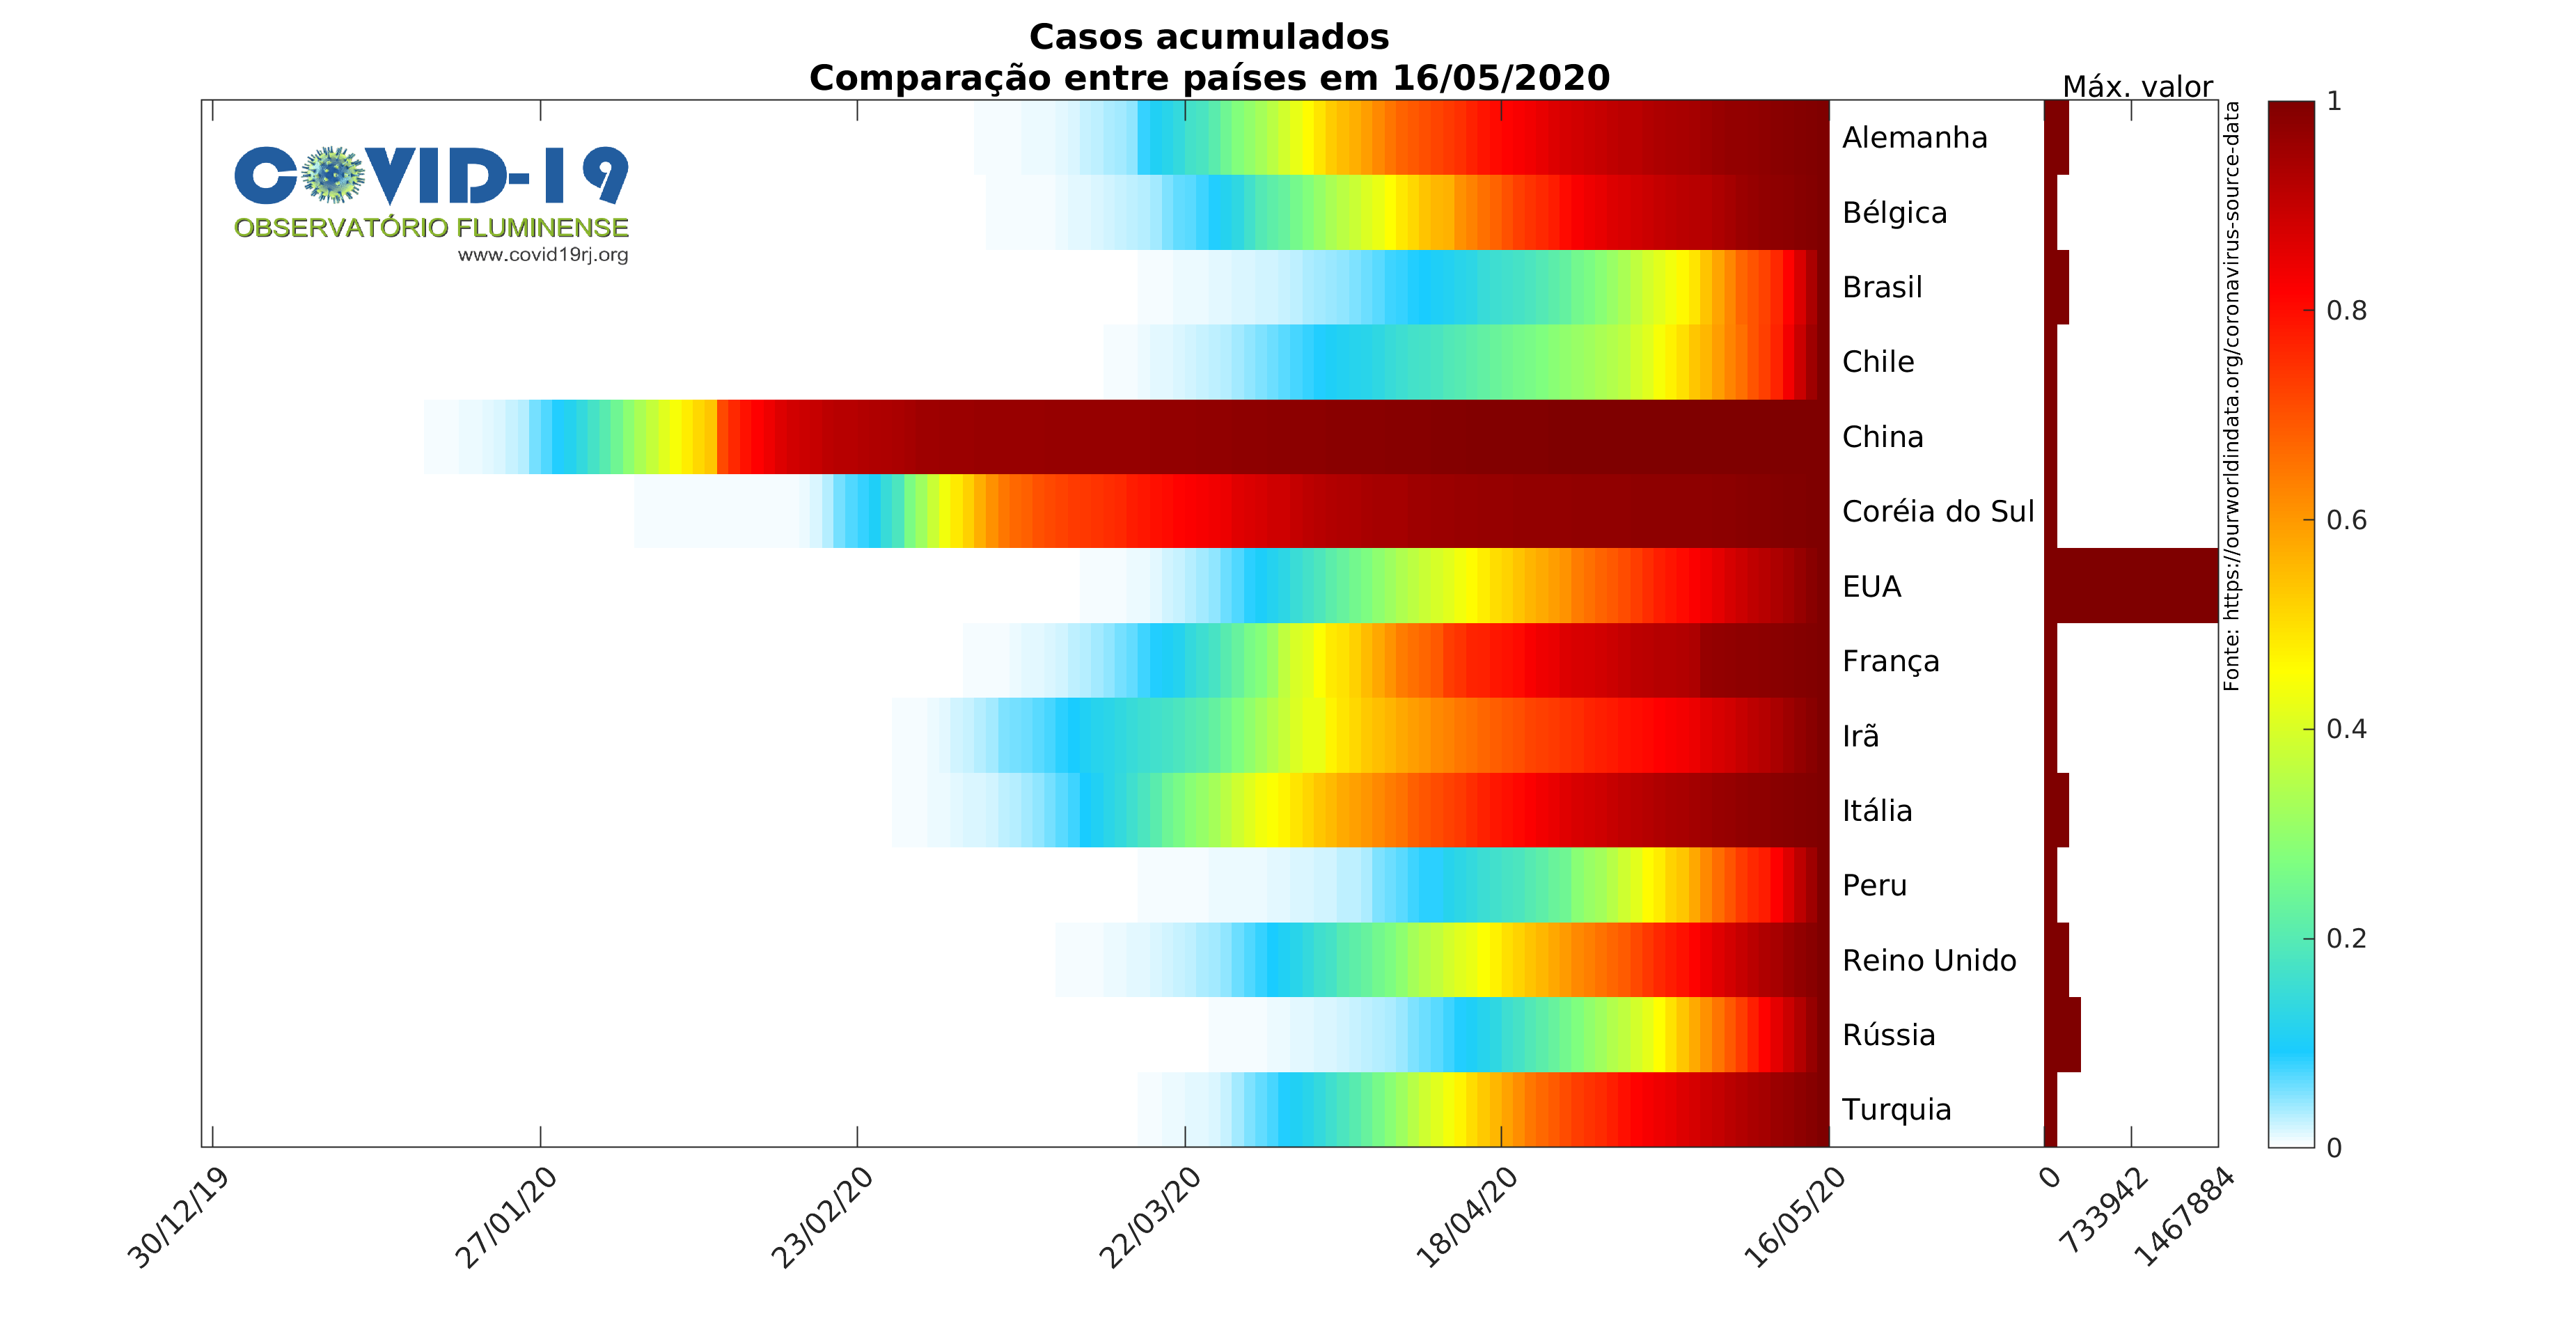 Casos acumulados
Comparação entre países em 16/05/2020
Máx. valor
COVID-19
OBSERVATÓRIO FLUMINENSE
www.covid19rj.org
Alemanha
Bélgica
Brasil
Chile
China
Coréia do Sul
EUA
França
Irã
Itália
Peru
Reino Unido
Rússia
Turquia
Fonte: https://ourworldindata.org/coronavirus-source-data
1
0.8
0.6
0.4
0.2
0
30/12/19
27/01/20
23/02/20
22/03/20
18/04/20
16/05/20
0
733942
1467884